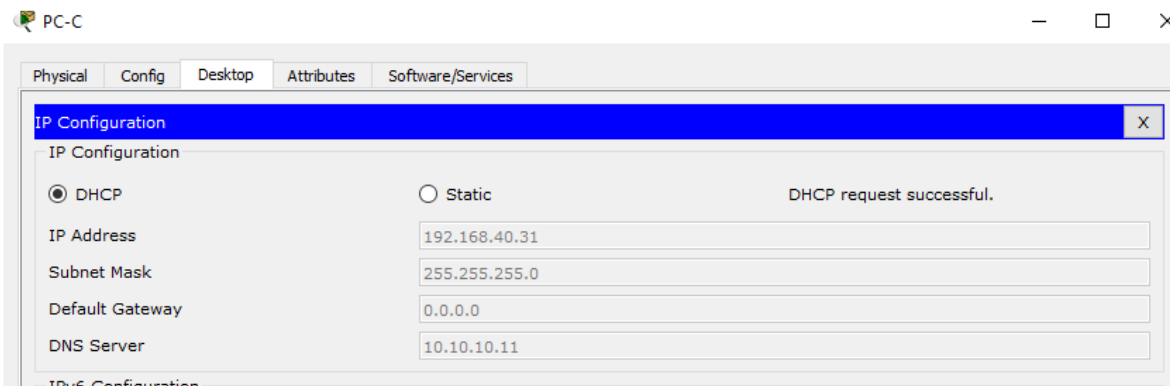 PC-C
Physical Config Desktop Attributes Software/Services
IP Configuration X
IP Configuration
DHCP Static DHCP request successful.
IP Address 192.168.40.31
Subnet Mask 255.255.255.0
Default Gateway 0.0.0.0
DNS Server 10.10.10.11
IPv6 Configuration